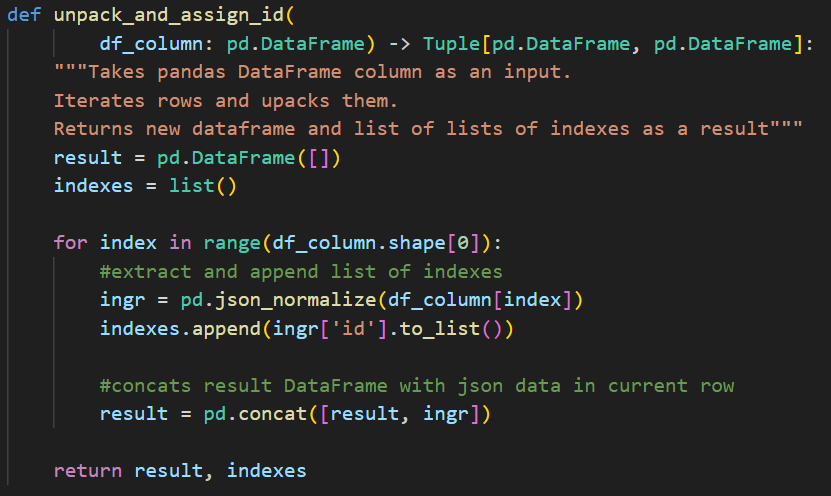 def unpack_and_assign_id(
        df_column: pd.DataFrame) -> Tuple[pd.DataFrame, pd.DataFrame]:
    """Takes pandas DataFrame column as an input.
    Iterates rows and upacks them.
    Returns new dataframe and list of lists of indexes as a result"""
    result = pd.DataFrame([])
    indexes = list()

    for index in range(df_column.shape[0]):
        #extract and append list of indexes
        ingr = pd.json_normalize(df_column[index])
        indexes.append(ingr['id'].to_list())

        #concats result DataFrame with json data in current row
        result = pd.concat([result, ingr])

    return result, indexes